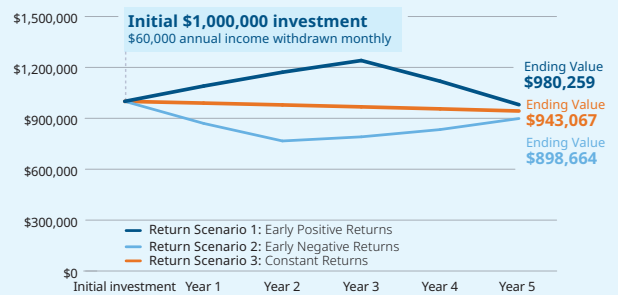 $1,500,000
Initial $1,000,000 investment
$60,000 annual income withdrawn monthly
$1,200,000
Ending Value
$980,259
Ending Value
$943,067
$900,000
Ending Value
$898,664
$600,000
$300,000
Return Scenario 1: Early Positive Returns
Return Scenario 2: Early Negative Returns
Return Scenario 3: Constant Returns
$0
Initial investment Year 1 Year 2 Year 3 Year 4 Year 5